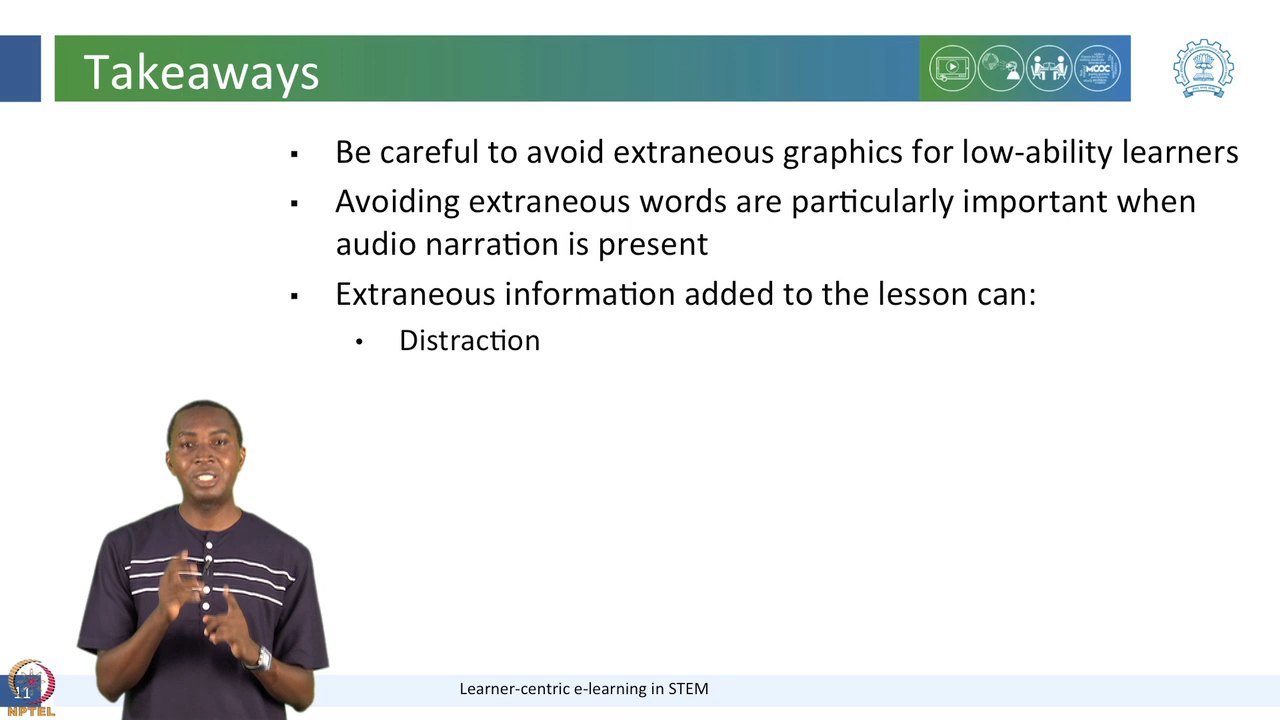 Takeaways
MOOC
▪ Be careful to avoid extraneous graphics for low-ability learners
▪ Avoiding extraneous words are particularly important when
audio narration is present
▪ Extraneous information added to the lesson can:
• Distraction
11
NPTEL
Learner-centric e-learning in STEM